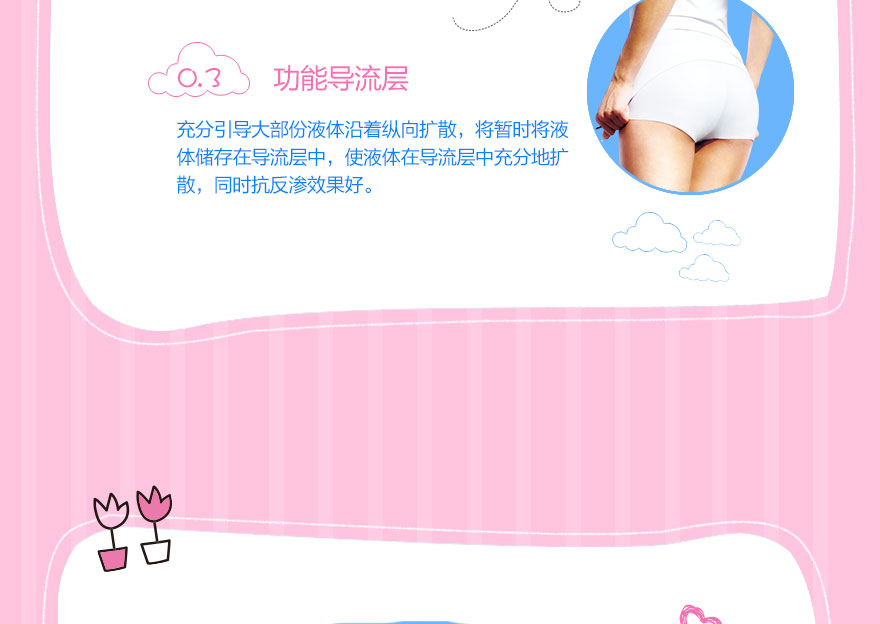 0.3 功能导流层
充分引导大部份液体沿着纵向扩散，将暂时将液
体储存在导流层中，使液体在导流层中充分地扩
散，同时抗反渗效果好。